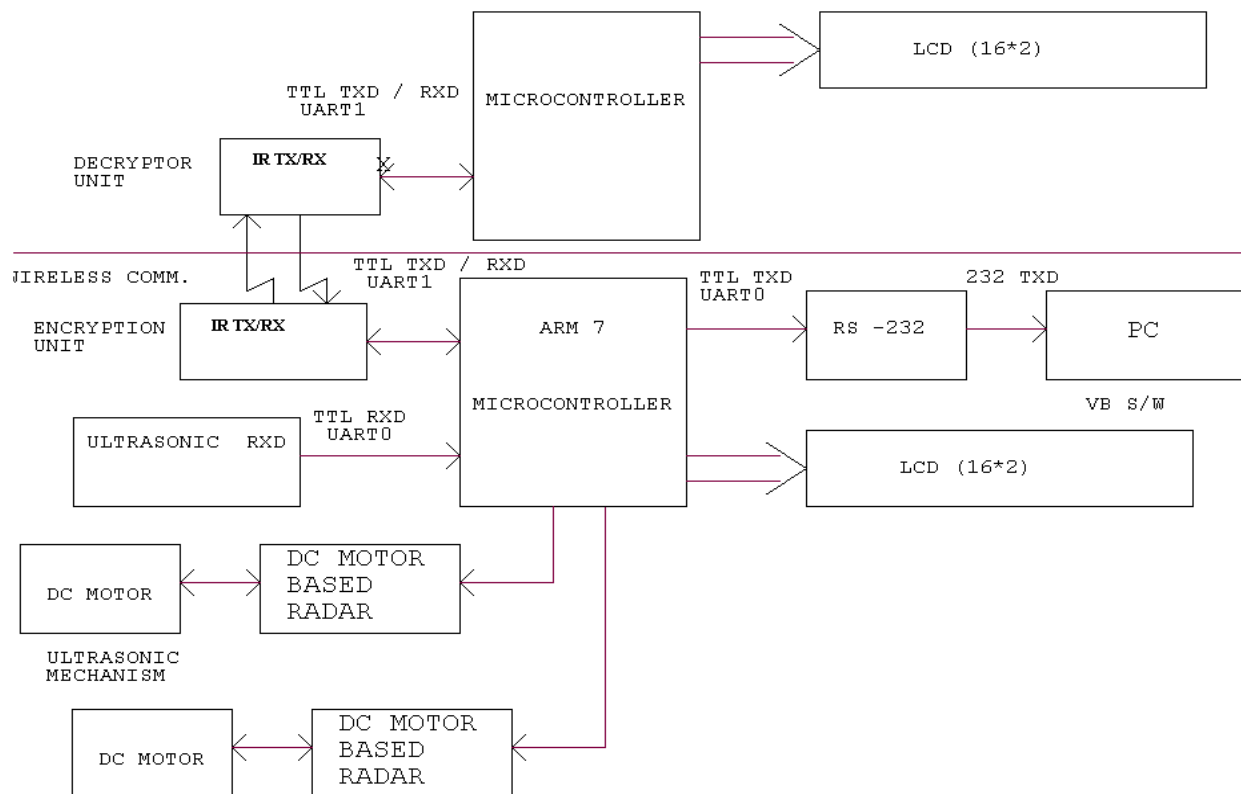 LCD (16*2)
TTL TXD / RXD
UART1
MICROCONTROLLER
IR TX/RX
X
DECRYPTOR
UNIT
WIRELESS COMM.
TTL TXD / RXD
UART1
TTL TXD
UART0
232 TXD
ENCRYPTION
UNIT
IR TX/RX
ARM 7
MICROCONTROLLER
RS -232
PC
VB S/W
ULTRASONIC RXD
TTL RXD
UART0
LCD (16*2)
DC MOTOR
DC MOTOR
BASED
RADAR
ULTRASONIC
MECHANISM
DC MOTOR
DC MOTOR
BASED
RADAR